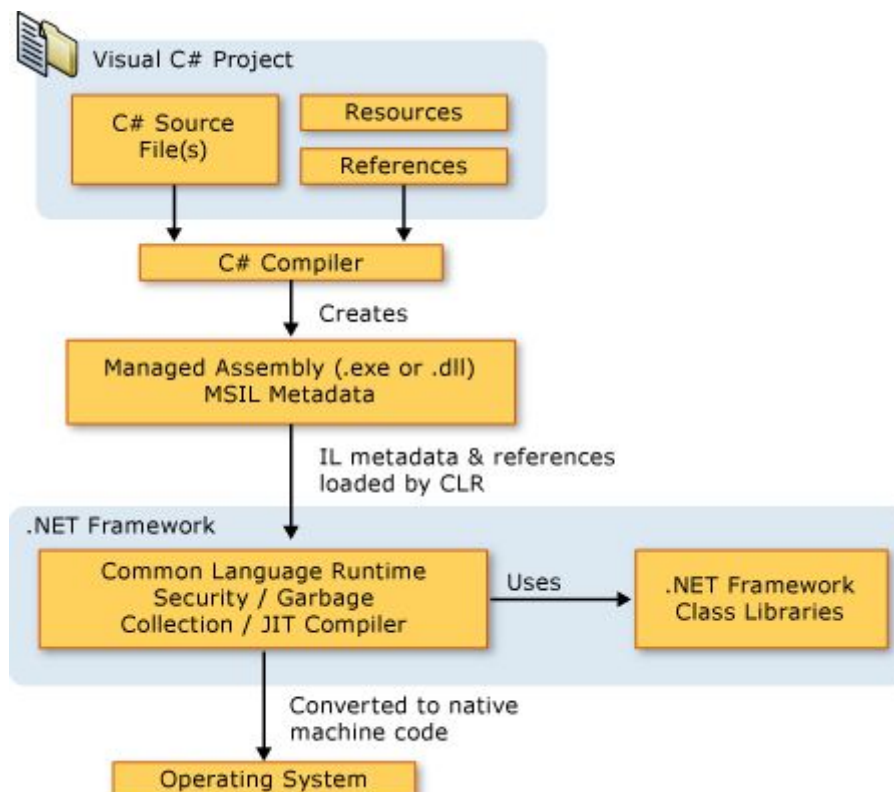 Visual C# Project
C# Source
File(s)
Resources
References
C# Compiler
Creates
Managed Assembly (.exe or .dll)
MSIL Metadata
IL metadata & references
loaded by CLR
.NET Framework
Common Language Runtime
Security / Garbage
Collection / JIT Compiler
Uses
.NET Framework
Class Libraries
Converted to native
machine code
Operating System